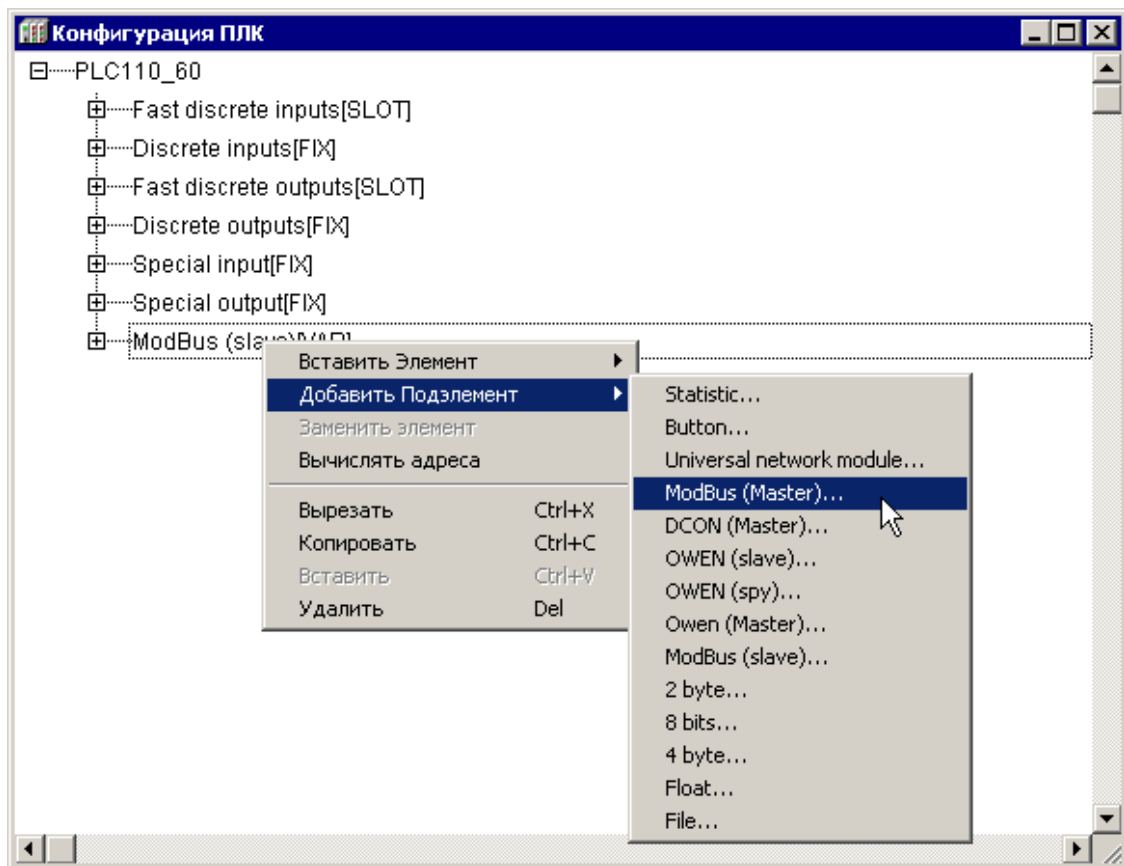 Конфигурация ПЛК
PLC110_60
Fast discrete inputs[SLOT]
Discrete inputs[FIX]
Fast discrete outputs[SLOT]
Discrete outputs[FIX]
Special input[FIX]
Special output[FIX]
ModBus
Вставить Элемент
Добавить Подэлемент
Заменить элемент
Вычислять адреса
Вырезать Ctrl+X
Копировать Ctrl+C
Вставить Ctrl+V
Удалить Del
Statistic...
Button...
Universal network module...
ModBus (Master)...
DCON (Master)...
OWEN (slave)...
OWEN (spy)...
Owen (Master)...
ModBus (slave)...
2 byte...
8 bits...
4 byte...
Float...
File...